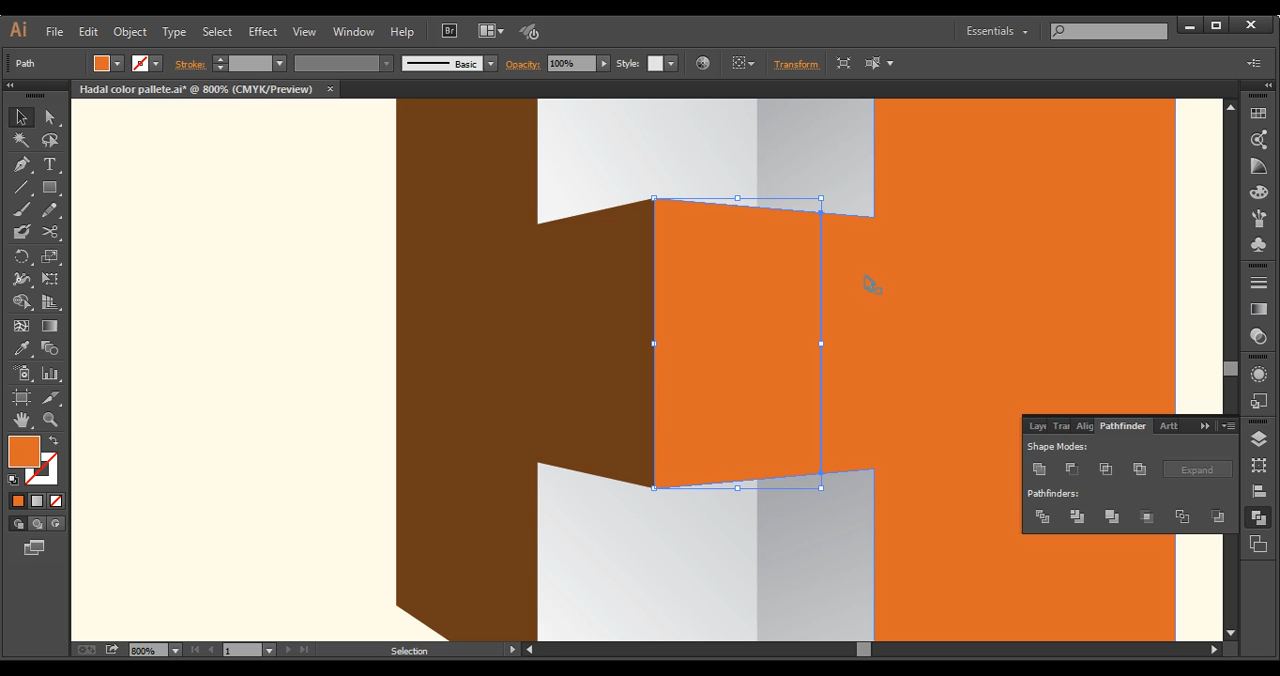 Ai File Edit Object Type Select Effect View Window Help Br Essentials
Path Stroke: Basic Opacity: 100% Style: Transform
Hadal color pallete.ai* @ 800% (CMYK/Preview) ×
Pathfinder
Shape Modes:
Expand
Pathfinders:
800% 1 Selection